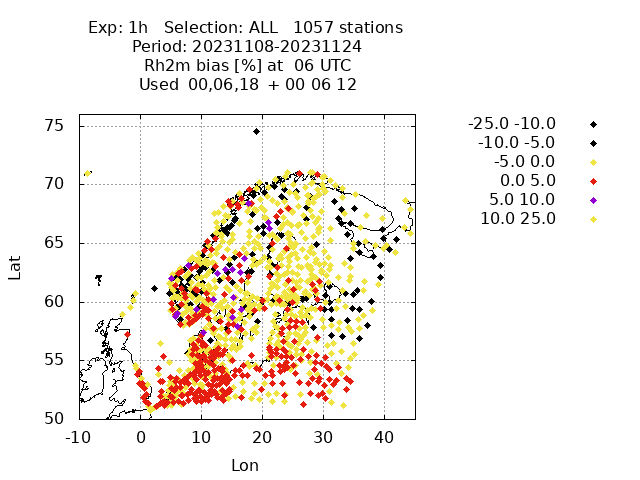 Exp: 1h   Selection: ALL   1057 stations
Period: 20231108-20231124
Rh2m bias [%] at  06 UTC
Used  00,06,18  + 00 06 12
-25.0 -10.0
-10.0 -5.0
-5.0 0.0
0.0 5.0
5.0 10.0
10.0 25.0
75
70
65
60
55
50
Lat
-10 0 10 20 30 40
Lon